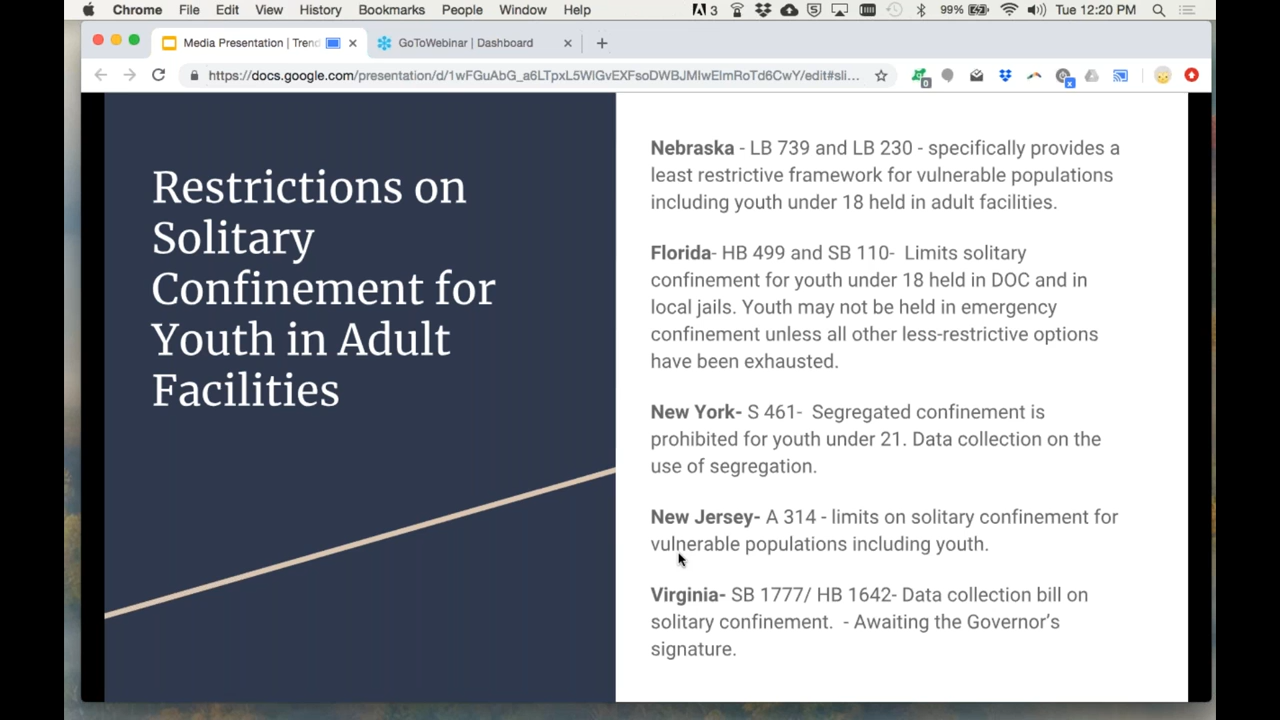 Chrome File Edit View History Bookmarks People Window Help 3 99% Tue 12:20 PM
Media Presentation | Trend GoToWebinar | Dashboard
https://docs.google.com/presentation/d/1wFGuAbG_a6LTpxL5WlGvEXFsoDWBJMIwElmRoTd6CwY/edit#sli...
Restrictions on
Solitary
Confinement for
Youth in Adult
Facilities
Nebraska - LB 739 and LB 230 - specifically provides a
least restrictive framework for vulnerable populations
including youth under 18 held in adult facilities.
Florida- HB 499 and SB 110- Limits solitary
confinement for youth under 18 held in DOC and in
local jails. Youth may not be held in emergency
confinement unless all other less-restrictive options
have been exhausted.
New York- S 461- Segregated confinement is
prohibited for youth under 21. Data collection on the
use of segregation.
New Jersey- A 314 - limits on solitary confinement for
vulnerable populations including youth.
Virginia- SB 1777/ HB 1642- Data collection bill on
solitary confinement. - Awaiting the Governor's
signature.